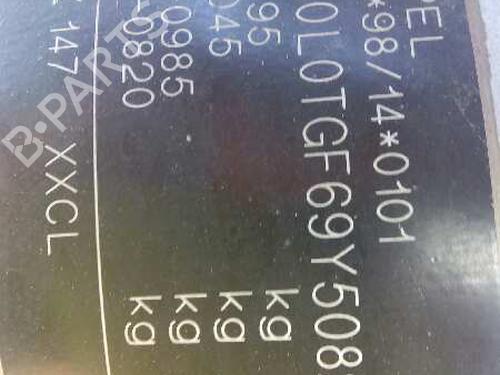 PEL
*98/14*0101
0L0TGF69Y508
95 kg
045 kg
0985 kg
-0820 kg
147 XXCL
B-PARTS